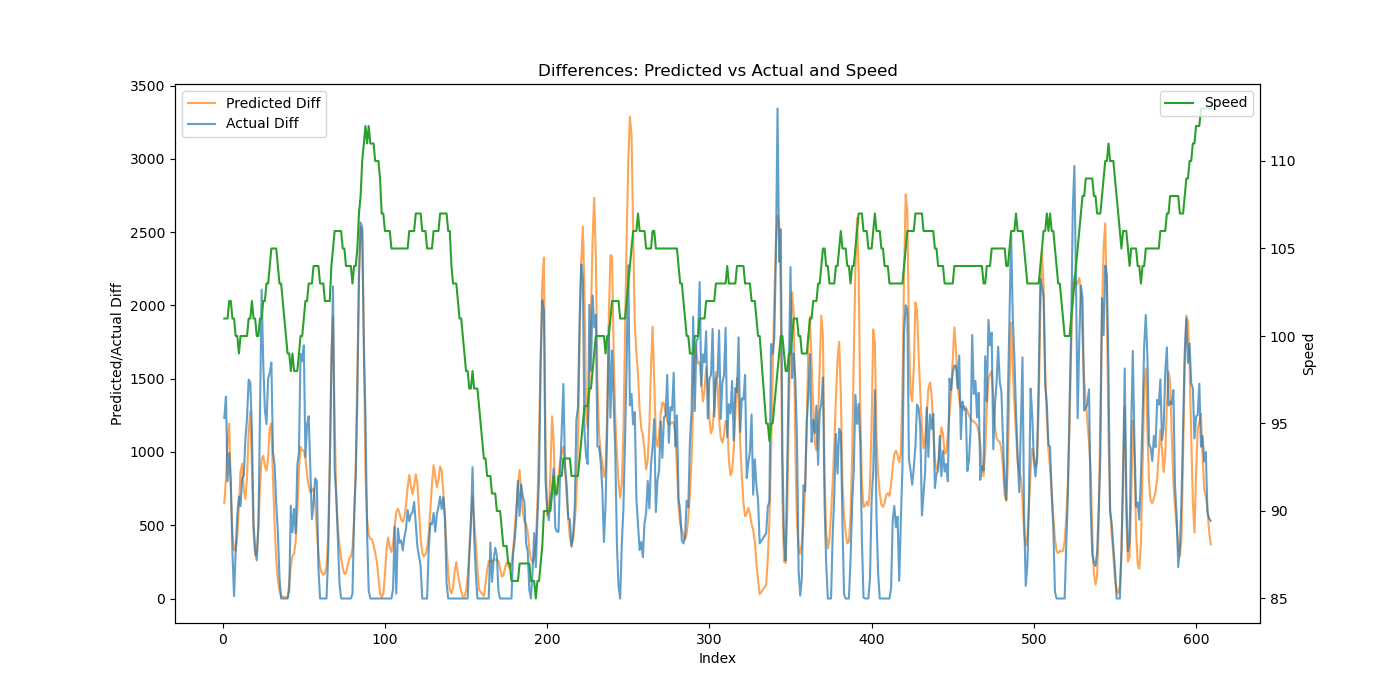 Differences: Predicted vs Actual and Speed
Predicted Diff
Actual Diff
Speed
3500
3000
2500
2000
1500
1000
500
0
Predicted/Actual Diff
110
105
100
95
90
85
Speed
0 100 200 300 400 500 600
Index